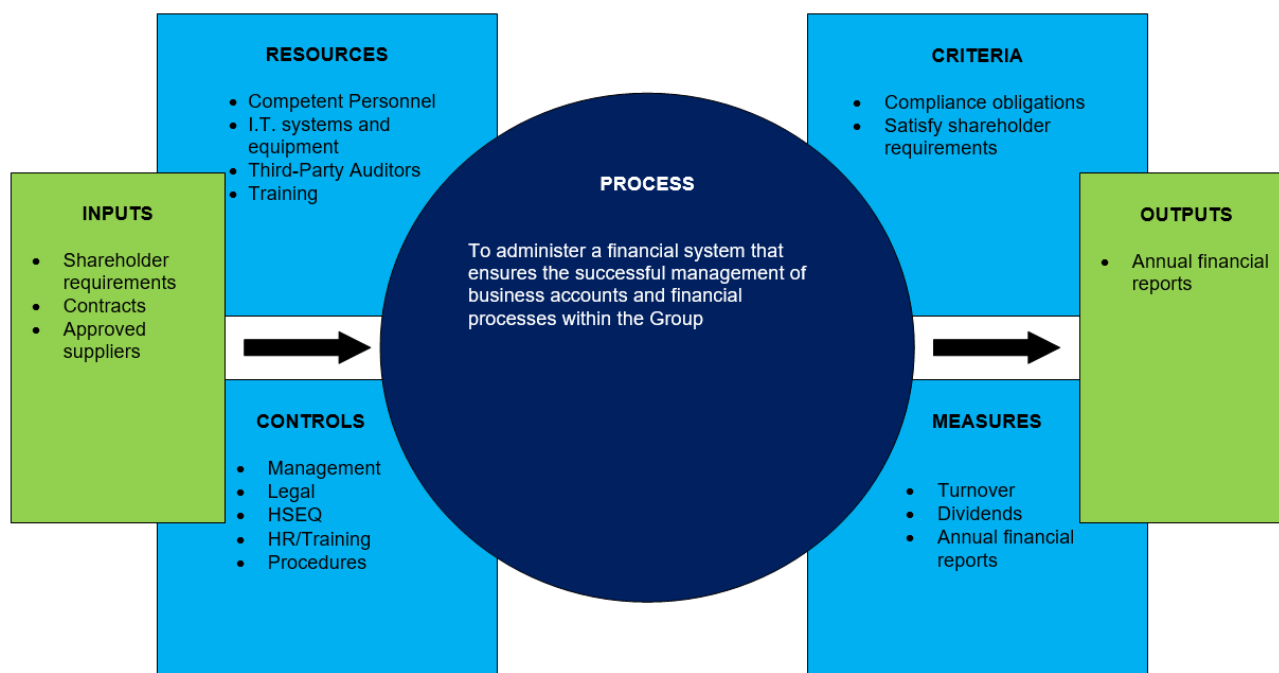 RESOURCES
• Competent Personnel
• I.T. systems and
equipment
• Third-Party Auditors
• Training
CRITERIA
• Compliance obligations
• Satisfy shareholder
requirements
INPUTS
• Shareholder
requirements
• Contracts
• Approved
suppliers
PROCESS
To administer a financial system that
ensures the successful management of
business accounts and financial
processes within the Group
OUTPUTS
• Annual financial
reports
CONTROLS
• Management
• Legal
• HSEQ
• HR/Training
• Procedures
MEASURES
• Turnover
• Dividends
• Annual financial
reports